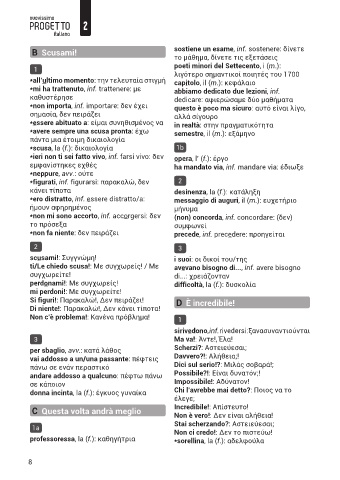 nuovissimo
PROGETTO
italiano
2
B Scusami!
1
•all'ultimo momento: την τελευταία στιγμή
•mi ha trattenuto, inf. trattenere: με
καθυστέρησε
•non importa, inf. importare: δεν έχει
σημασία, δεν πειράζει
•essere abituato a: είμαι συνηθισμένος να
•avere sempre una scusa pronta: έχω
πάντα μια έτοιμη δικαιολογία
•scusa, la (f.): δικαιολογία
•ieri non ti sei fatto vivo, inf. farsi vivo: δεν
εμφανίστηκες εχθές
•neppure, avv.: ούτε
•figurati, inf. figurarsi: παρακαλώ, δεν
κάνει τίποτα
•ero distratto, inf. essere distratto/a:
ήμουν αφηρημένος
•non mi sono accorto, inf. accorgersi: δεν
το πρόσεξα
•non fa niente: δεν πειράζει
2
scusami!: Συγγνώμη!
ti/Le chiedo scusa!: Με συγχωρείς! / Με
συγχωρείτε!
perdonami!: Με συγχωρείς!
mi perdoni!: Με συγχωρείτε!
Si figuri!: Παρακαλώ!, Δεν πειράζει!
Di niente!: Παρακαλώ!, Δεν κάνει τίποτα!
Non c'è problema!: Κανένα πρόβλημα!
3
per sbaglio, avv.: κατά λάθος
vai addosso a un/una passante: πέφτεις
πάνω σε έναν περαστικό
andare addosso a qualcuno: πέφτω πάνω
σε κάποιον
donna incinta, la (f.): έγκυος γυναίκα
C Questa volta andrà meglio
1a
professoressa, la (f.): καθηγήτρια
sostiene un esame, inf. sostenere: δίνετε
το μάθημα, δίνετε τις εξετάσεις
poeti minori del Settecento, i (m.):
λιγότερο σημαντικοί ποιητές του 1700
capitolo, il (m.): κεφάλαιο
abbiamo dedicato due lezioni, inf.
dedicare: αφιερώσαμε δύο μαθήματα
questo è poco ma sicuro: αυτό είναι λίγο,
αλλά σίγουρο
in realtà: στην πραγματικότητα
semestre, il (m.): εξάμηνο
1b
opera, l' (f.): έργο
ha mandato via, inf. mandare via: έδιωξε
2
desinenza, la (f.): κατάληξη
messaggio di auguri, il (m.): ευχετήριο
μήνυμα
(non) concorda, inf. concordare: (δεν)
συμφωνεί
precede, inf. precedere: προηγείται
3
i suoi: οι δικοί του/της
avevano bisogno di..., inf. avere bisogno
di...: χρειάζονταν
difficoltà, la (f.): δυσκολία
D È incredibile!
1
si rivedono, inf. rivedersi: ξανασυναντιούνται
Ma va!: Άντε!, Έλα!
Scherzi?: Αστειεύεσαι;
Davvero?!: Αλήθεια;!
Dici sul serio!?: Μιλάς σοβαρά!;
Possibile?!: Είναι δυνατόν;!
Impossibile!: Αδύνατον!
Chi l'avrebbe mai detto?: Ποιος να το
έλεγε;
Incredibile!: Απίστευτο!
Non è vero!: Δεν είναι αλήθεια!
Stai scherzando?: Αστειεύεσαι;
Non ci credo!: Δεν το πιστεύω!
•sorellina, la (f.): αδελφούλα
8